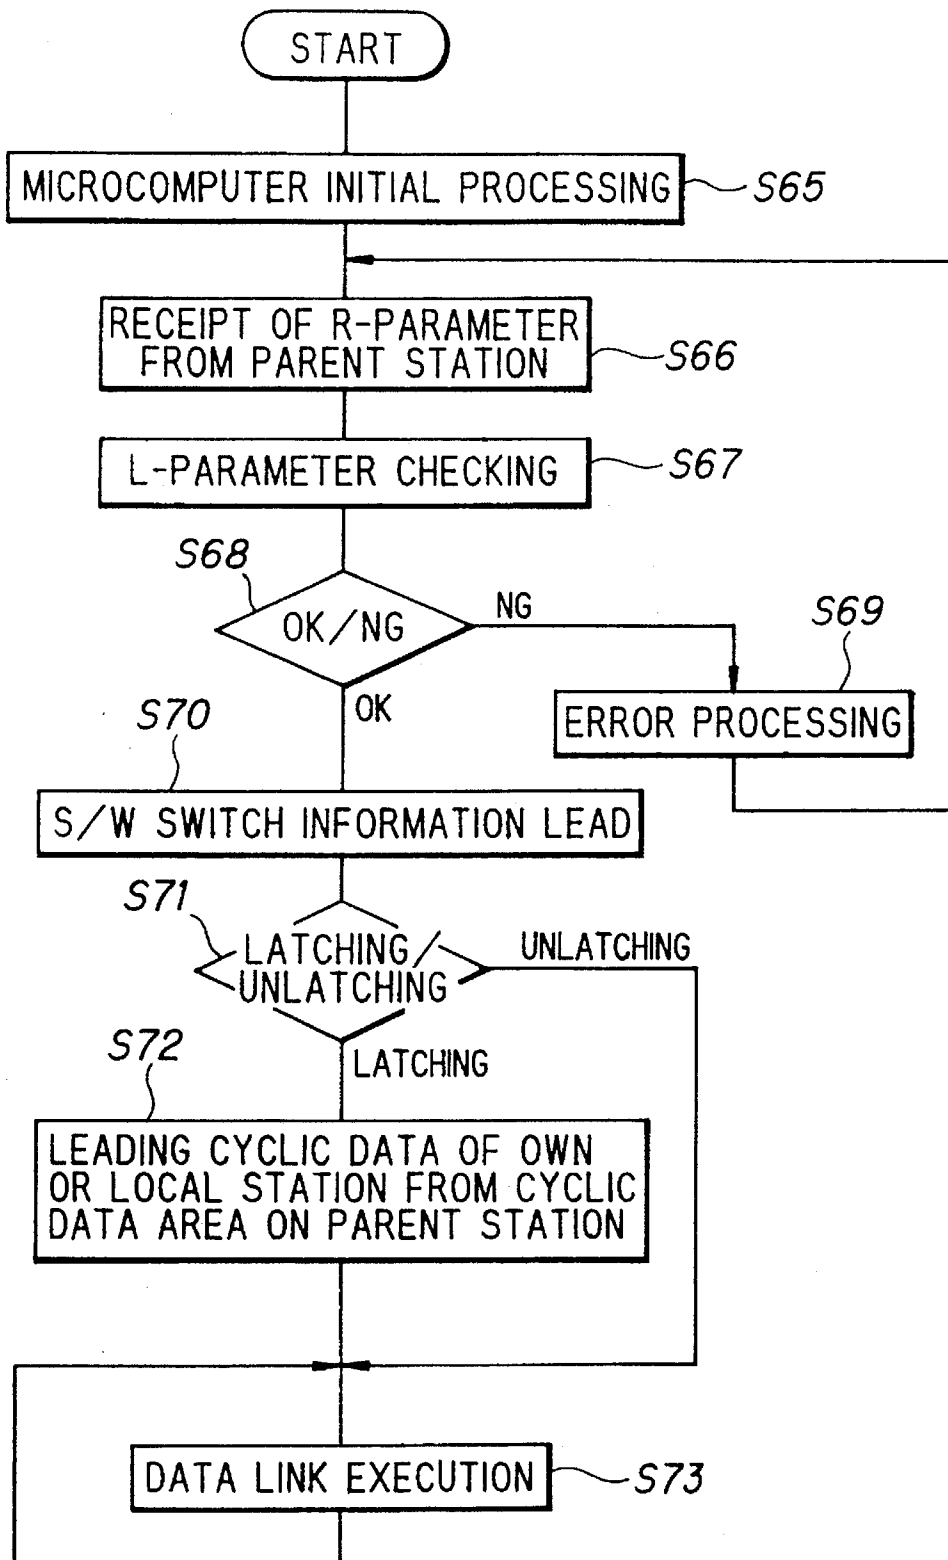 START
MICROCOMPUTER INITIAL PROCESSING
S65
RECEIPT OF R-PARAMETER
FROM PARENT STATION
S66
L-PARAMETER CHECKING
S67
S68
OK/NG
NG
S69
OK
ERROR PROCESSING
S70
S/W SWITCH INFORMATION LEAD
S71
LATCHING/
UNLATCHING
UNLATCHING
S72
LATCHING
LEADING CYCLIC DATA OF OWN
OR LOCAL STATION FROM CYCLIC
DATA AREA ON PARENT STATION
DATA LINK EXECUTION
S73